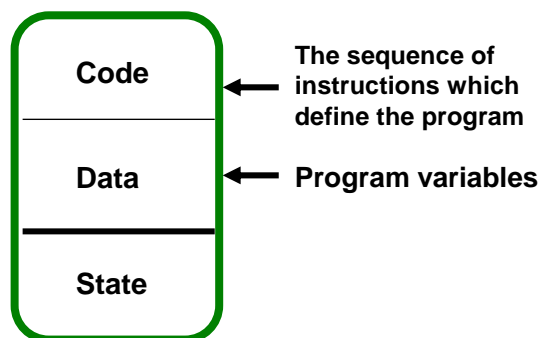 Code
The sequence of
instructions which
define the program
Data
Program variables
State